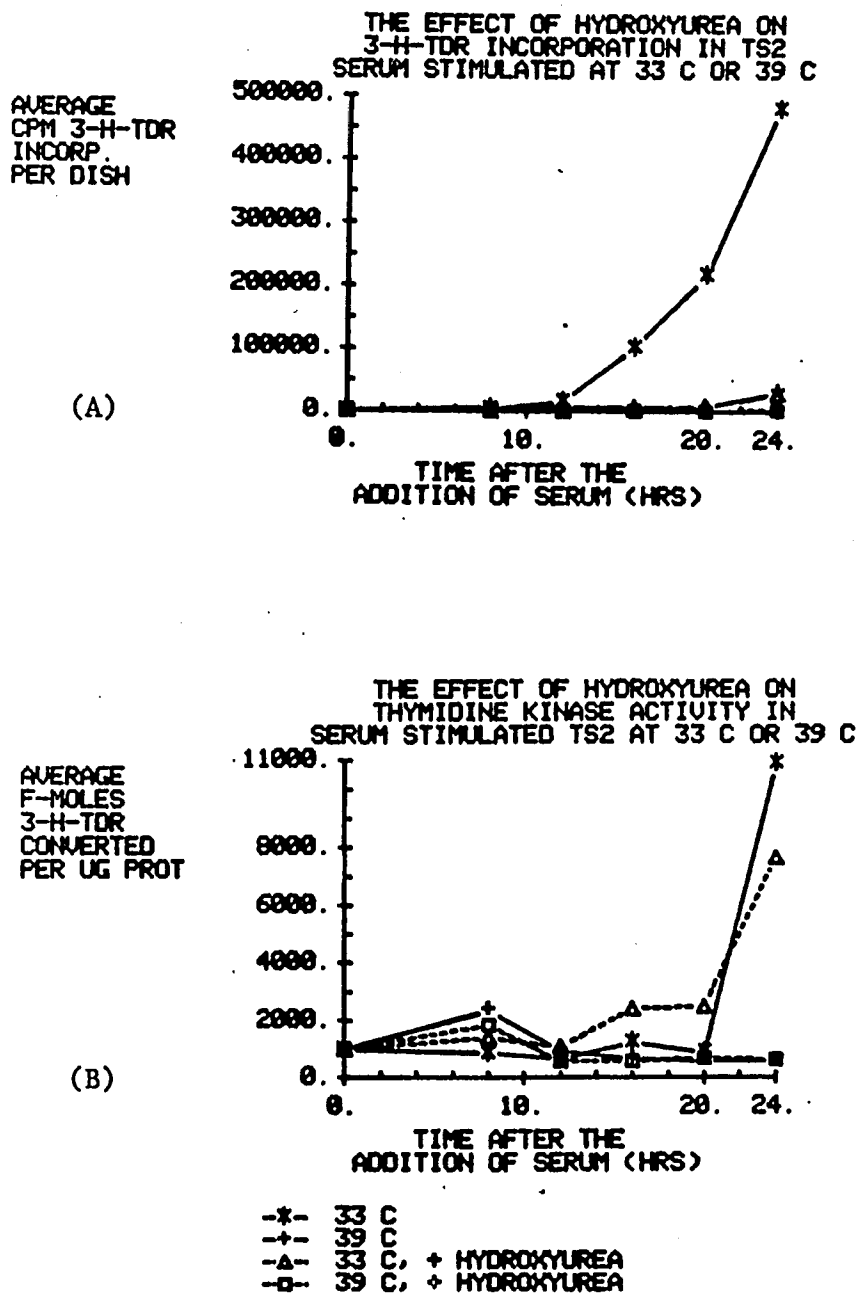 THE EFFECT OF HYDROXYUREA ON
3-H-TDR INCORPORATION IN TS2
SERUM STIMULATED AT 33 C OR 39 C
AVERAGE
CPM 3-H-TDR
INCORP.
PER DISH
500000.
400000.
300000.
200000.
100000.
0.
(A)
0. 10. 20. 24.
TIME AFTER THE
ADDITION OF SERUM (HRS)
THE EFFECT OF HYDROXYUREA ON
THYMIDINE KINASE ACTIVITY IN
SERUM STIMULATED TS2 AT 33 C OR 39 C
AVERAGE
F-MOLES
3-H-TDR
CONVERTED
PER UG PROT
11000.
8000.
6000.
4000.
2000.
0.
(B)
0. 10. 20. 24.
TIME AFTER THE
ADDITION OF SERUM (HRS)
-*- 33 C
-+- 39 C
-△- 33 C, + HYDROXYUREA
-□- 39 C, + HYDROXYUREA